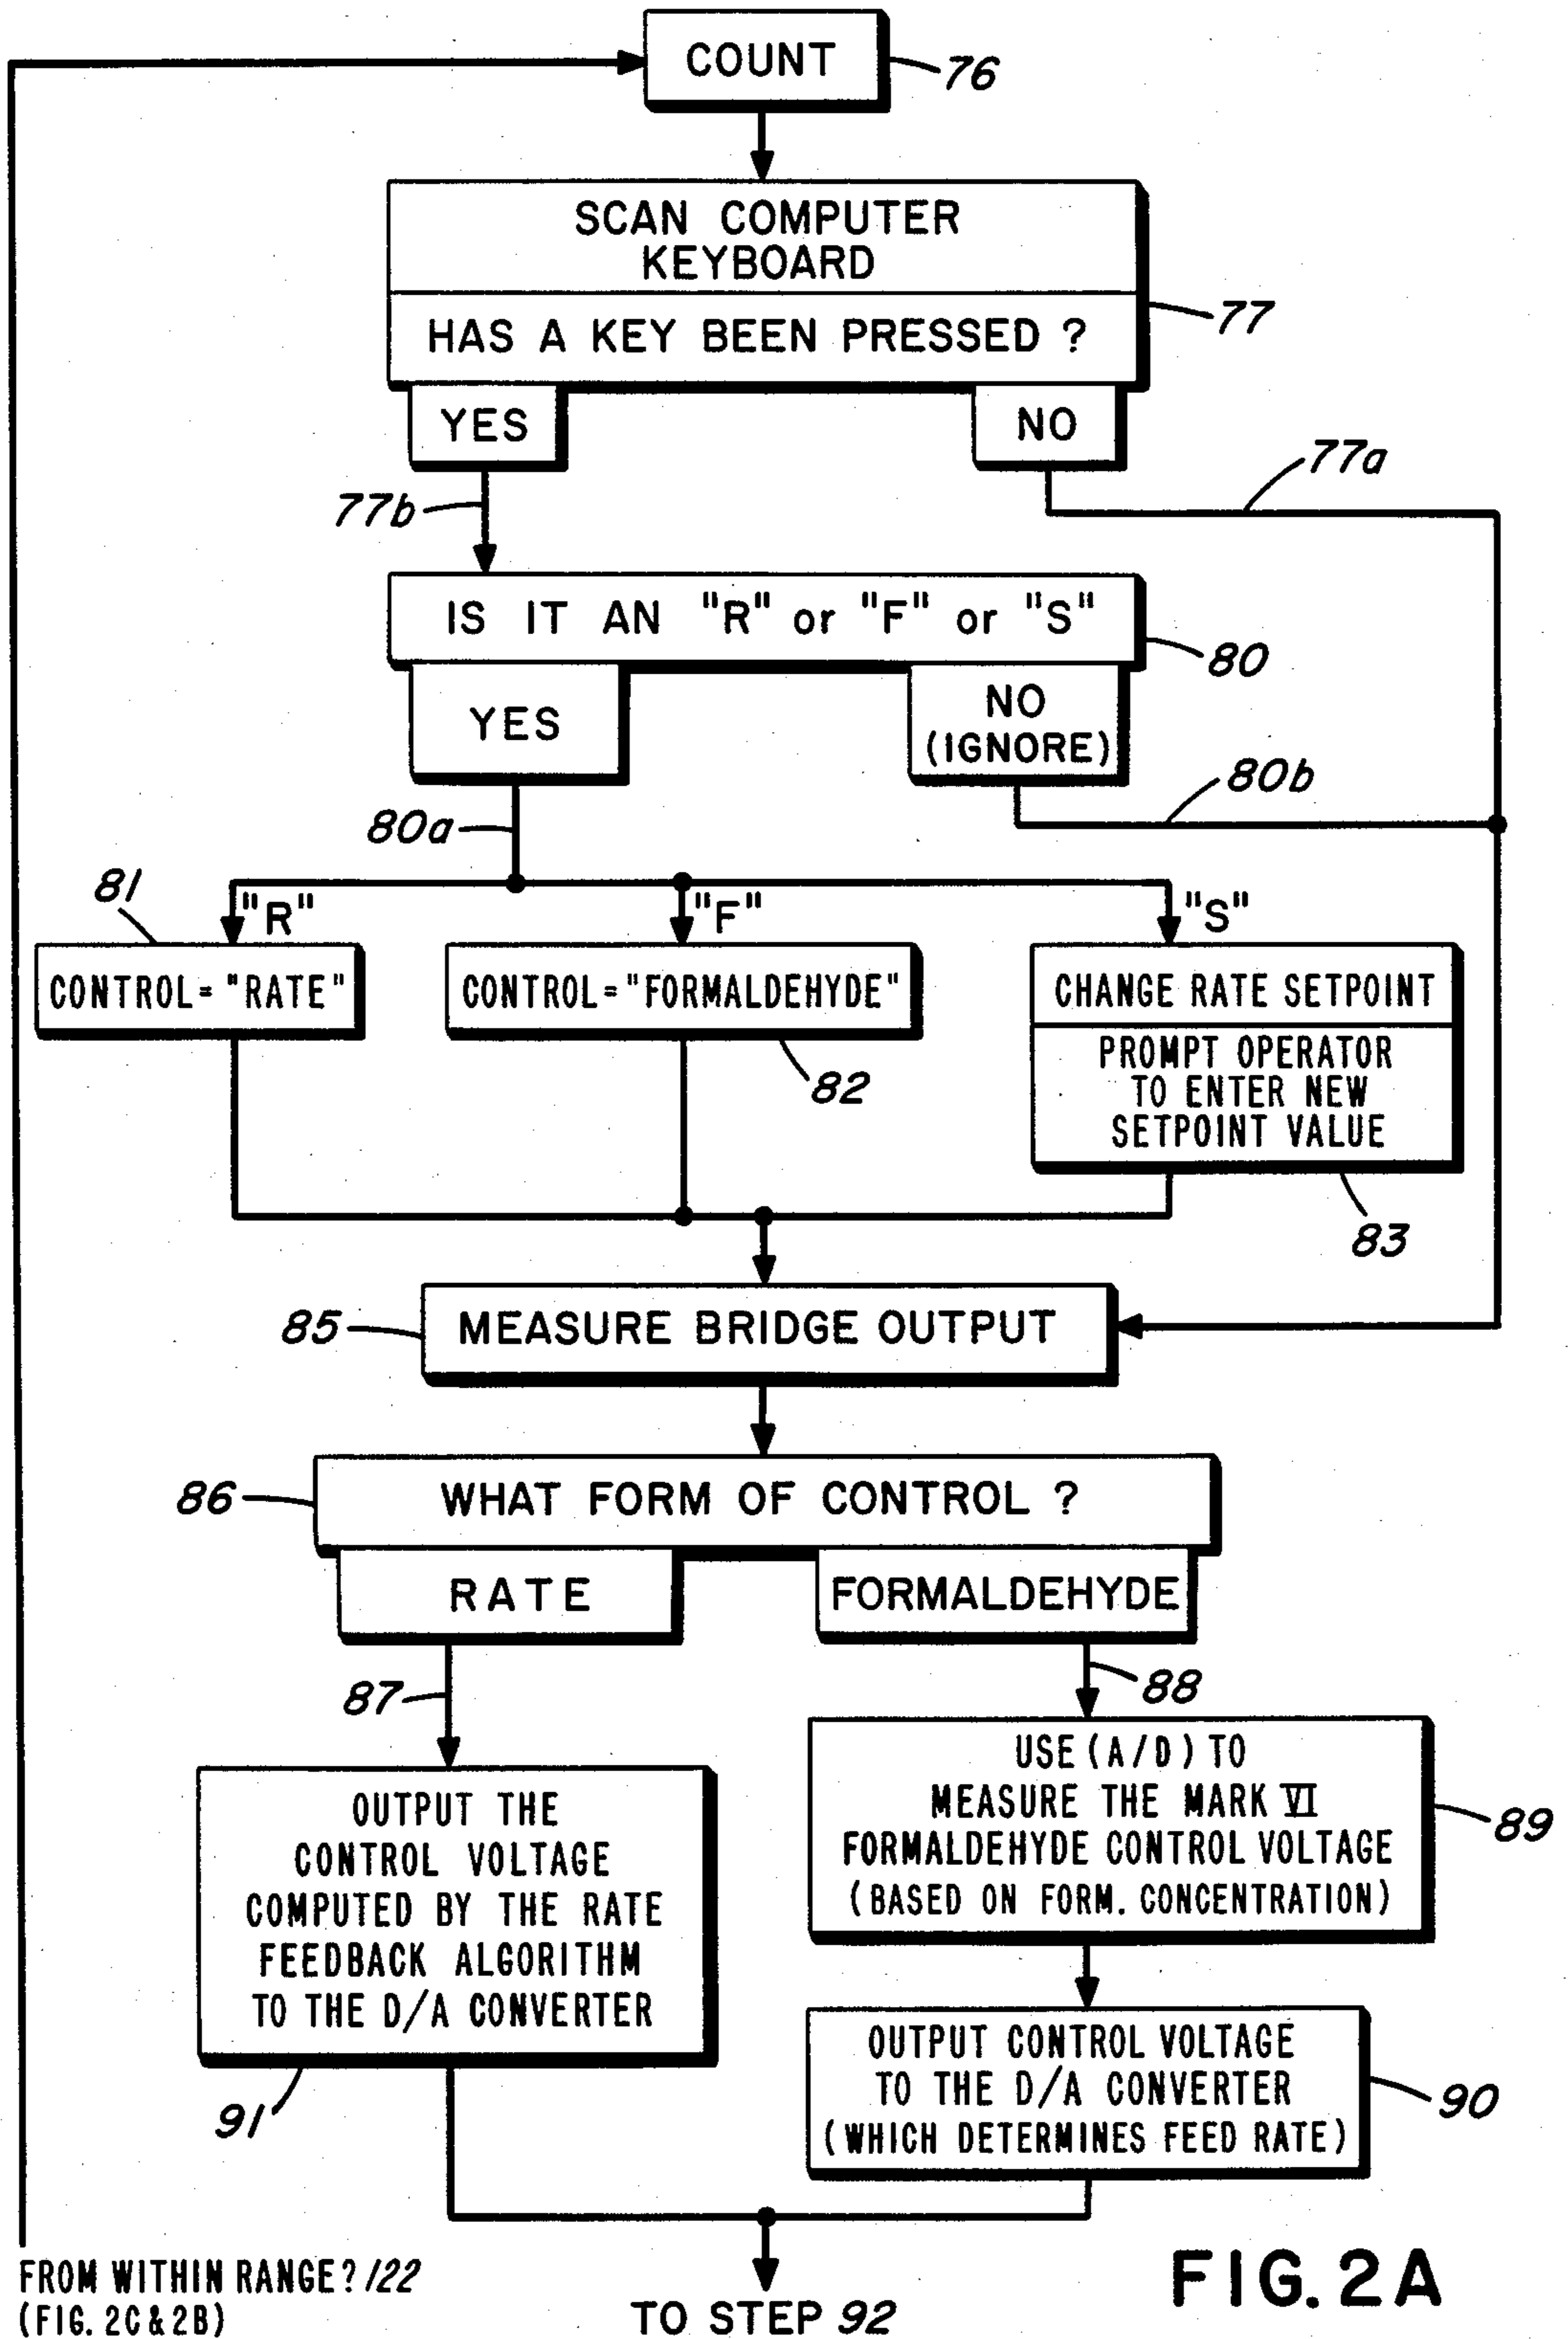 COUNT
76
SCAN COMPUTER
KEYBOARD
HAS A KEY BEEN PRESSED ?
77
YES
NO
77a
77b
IS IT AN "R" or "F" or "S"
80
YES
NO
(IGNORE)
80a
80b
81
"R"
"F"
"S"
CONTROL= "RATE"
CONTROL="FORMALDEHYDE"
82
CHANGE RATE SETPOINT
PROMPT OPERATOR
TO ENTER NEW
SETPOINT VALUE
83
85
MEASURE BRIDGE OUTPUT
86
WHAT FORM OF CONTROL ?
RATE
FORMALDEHYDE
87
88
OUTPUT THE
CONTROL VOLTAGE
COMPUTED BY THE RATE
FEEDBACK ALGORITHM
TO THE D/A CONVERTER
91
USE (A/D) TO
MEASURE THE MARK VI
FORMALDEHYDE CONTROL VOLTAGE
(BASED ON FORM. CONCENTRATION)
89
OUTPUT CONTROL VOLTAGE
TO THE D/A CONVERTER
(WHICH DETERMINES FEED RATE)
90
FROM WITHIN RANGE? 122
(FIG. 2C & 2B)
TO STEP 92
FIG. 2A